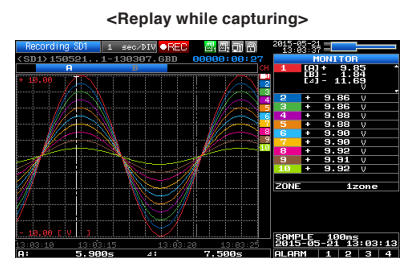 <Replay while capturing>
Recording SD1 1 sec/DIV ●REC
2015-05-21
13:03:13
<SD1>150521..1-130307.GBD 00000:00:27
A B CH
+ 10.00
- 10.00 [ V ]
13:03:10 13:03:15 13:03:20 13:03:25
A: 5.900s ⊿: 7.500s
MONITOR
1 [A] + 9.85
[B] - 1.84
[⊿] - 11.69
V
2 + 9.86 V
3 + 9.86 V
4 + 9.88 V
5 + 9.88 V
6 + 9.90 V
7 + 9.90 V
8 + 9.92 V
9 + 9.91 V
10 + 9.92 V
ZONE 1zone
SAMPLE 100ms
2015-05-21 13:03:13
ALARM 1 2 3 4